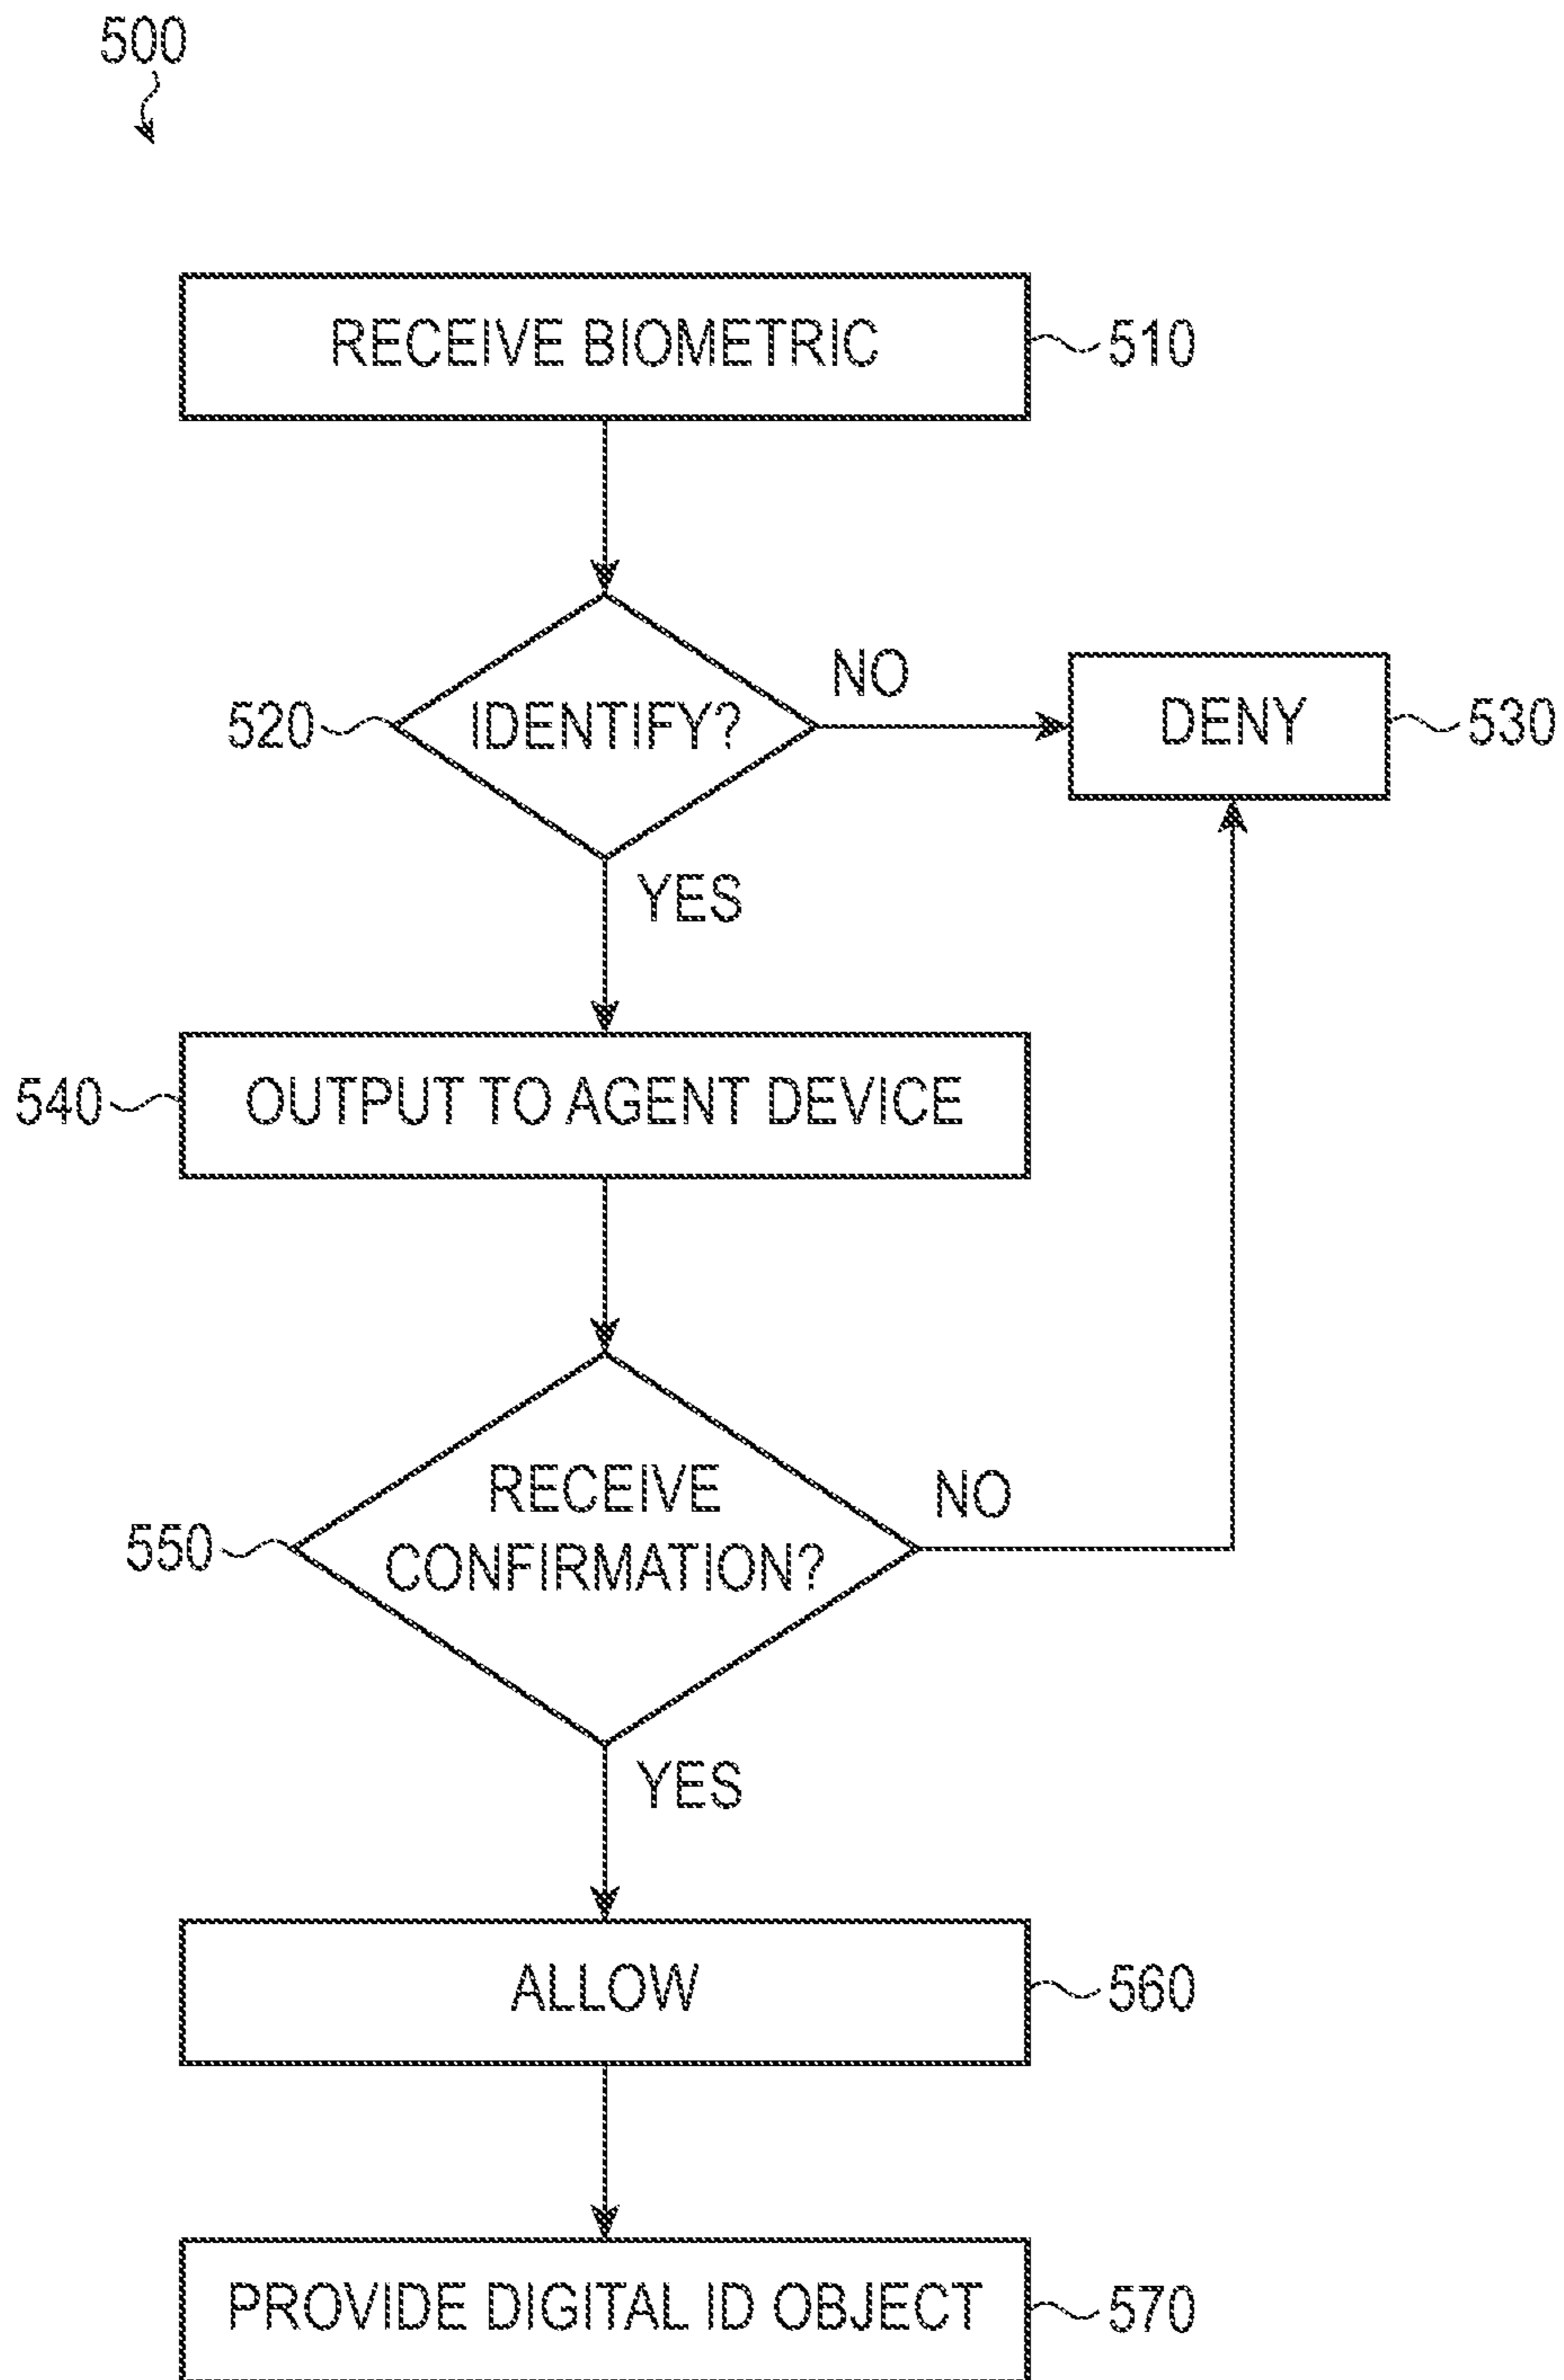 500
RECEIVE BIOMETRIC
510
520
IDENTIFY?
NO
DENY
530
YES
540
OUTPUT TO AGENT DEVICE
550
RECEIVE
CONFIRMATION?
NO
YES
ALLOW
560
PROVIDE DIGITAL ID OBJECT
570